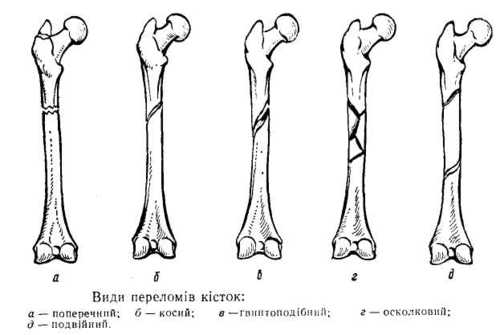 а б в г д
Види переломів кісток:
а — поперечний; б — косий; в — гвинтоподібний; г — осколковий;
д — подвійний.